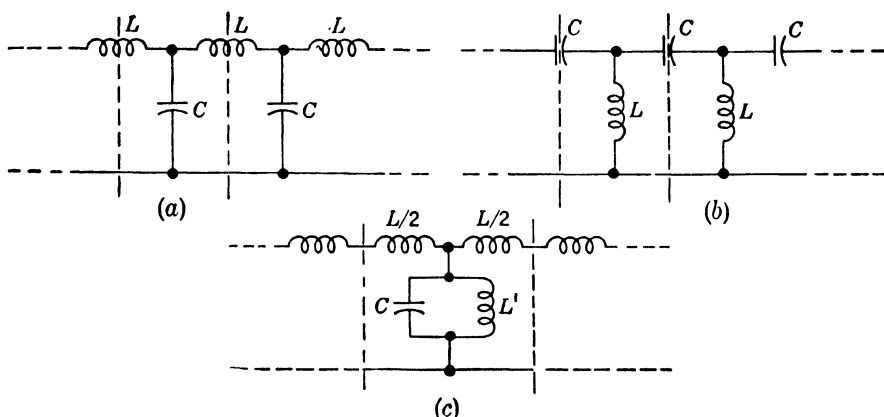 L L L C C
C C C
C C L L
(a)
(b)
L/2 L/2
C L'
(c)